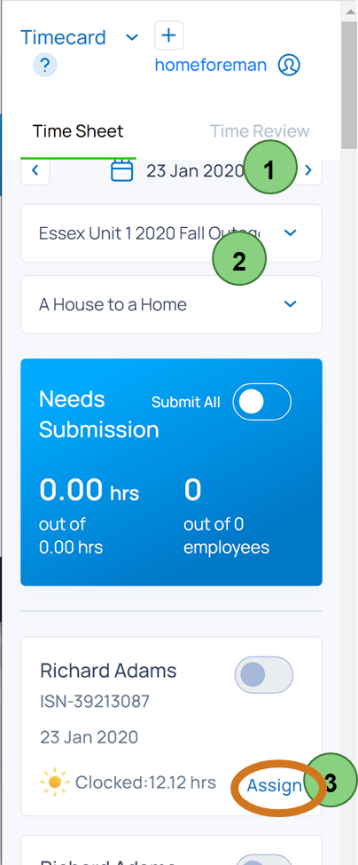 Timecard
?
homeforeman
Time Sheet
Time Review
23 Jan 2020
1
Essex Unit 1 2020 Fall
2
A House to a Home
Needs
Submit All
Submission
0.00 hrs
0
out of
out of 0
0.00 hrs
employees
Richard Adams
ISN-39213087
23 Jan 2020
Clocked:12.12 hrs
Assign
3
Richard Adams